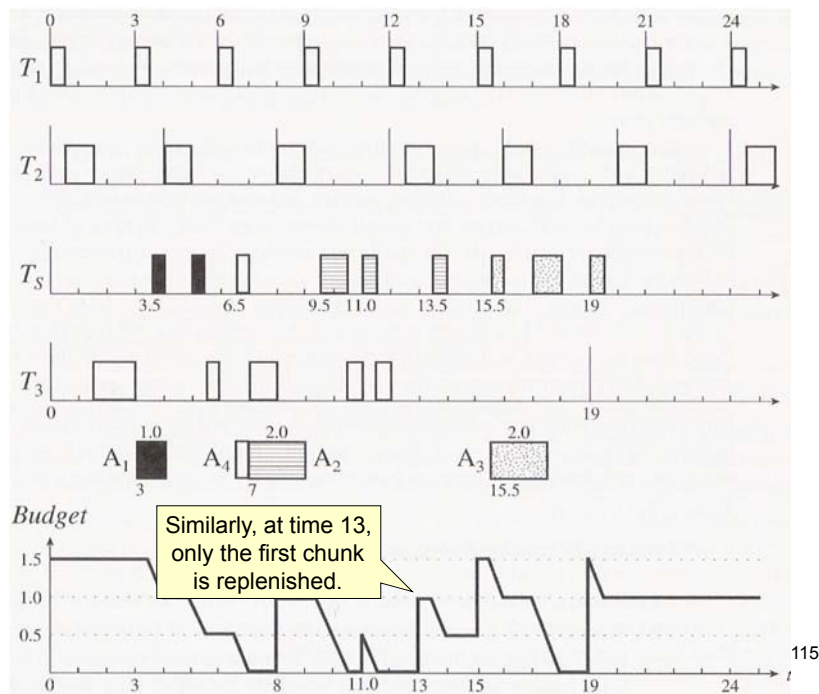 0 3 6 9 12 15 18 21 24
T1
T2
TS
3.5 6.5 9.5 11.0 13.5 15.5 19
T3
0 19
1.0 2.0 2.0
A1 A4 A2 A3
3 7 15.5
Budget
Similarly, at time 13,
only the first chunk
is replenished.
1.5
1.0
0.5
115
t
0 3 8 11.0 13 15 19 24